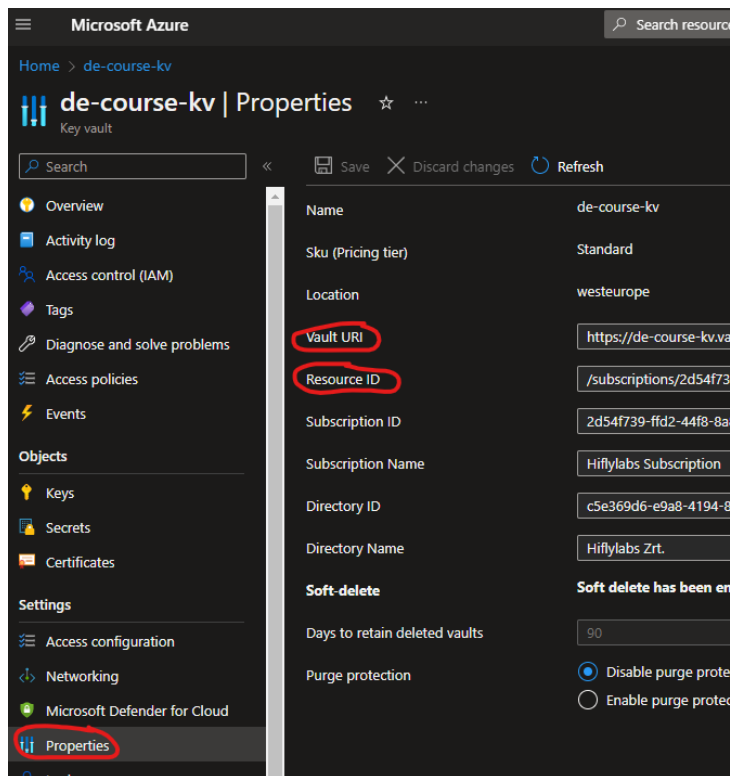 Microsoft Azure
Search
Home > de-course-kv
de-course-kv | Properties
Key vault
Search
Save
Discard changes
Refresh
Overview
Activity log
Access control (IAM)
Tags
Diagnose and solve problems
Access policies
Events
Objects
Keys
Secrets
Certificates
Settings
Access configuration
Networking
Microsoft Defender for Cloud
Properties
Name de-course-kv
Sku (Pricing tier) Standard
Location westeurope
Vault URI https://de-course-kv.va
Resource ID /subscriptions/2d54f73
Subscription ID 2d54f739-ffd2-44f8-8a
Subscription Name Hiflylabs Subscription
Directory ID c5e369d6-e9a8-4194-8
Directory Name Hiflylabs Zrt.
Soft-delete Soft delete has been en
Days to retain deleted vaults 90
Purge protection Disable purge prote
Enable purge protec